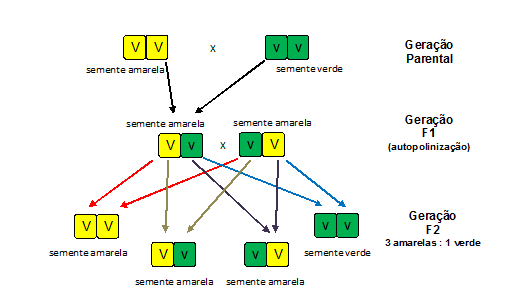 V V x v v Geração
Parental
semente amarela semente verde
Geração
F1
(autopolinização)
semente amarela semente amarela
V v x v V
V V v v Geração
F2
3 amarelas : 1 verde
semente amarela V v v V semente verde
semente amarela semente amarela